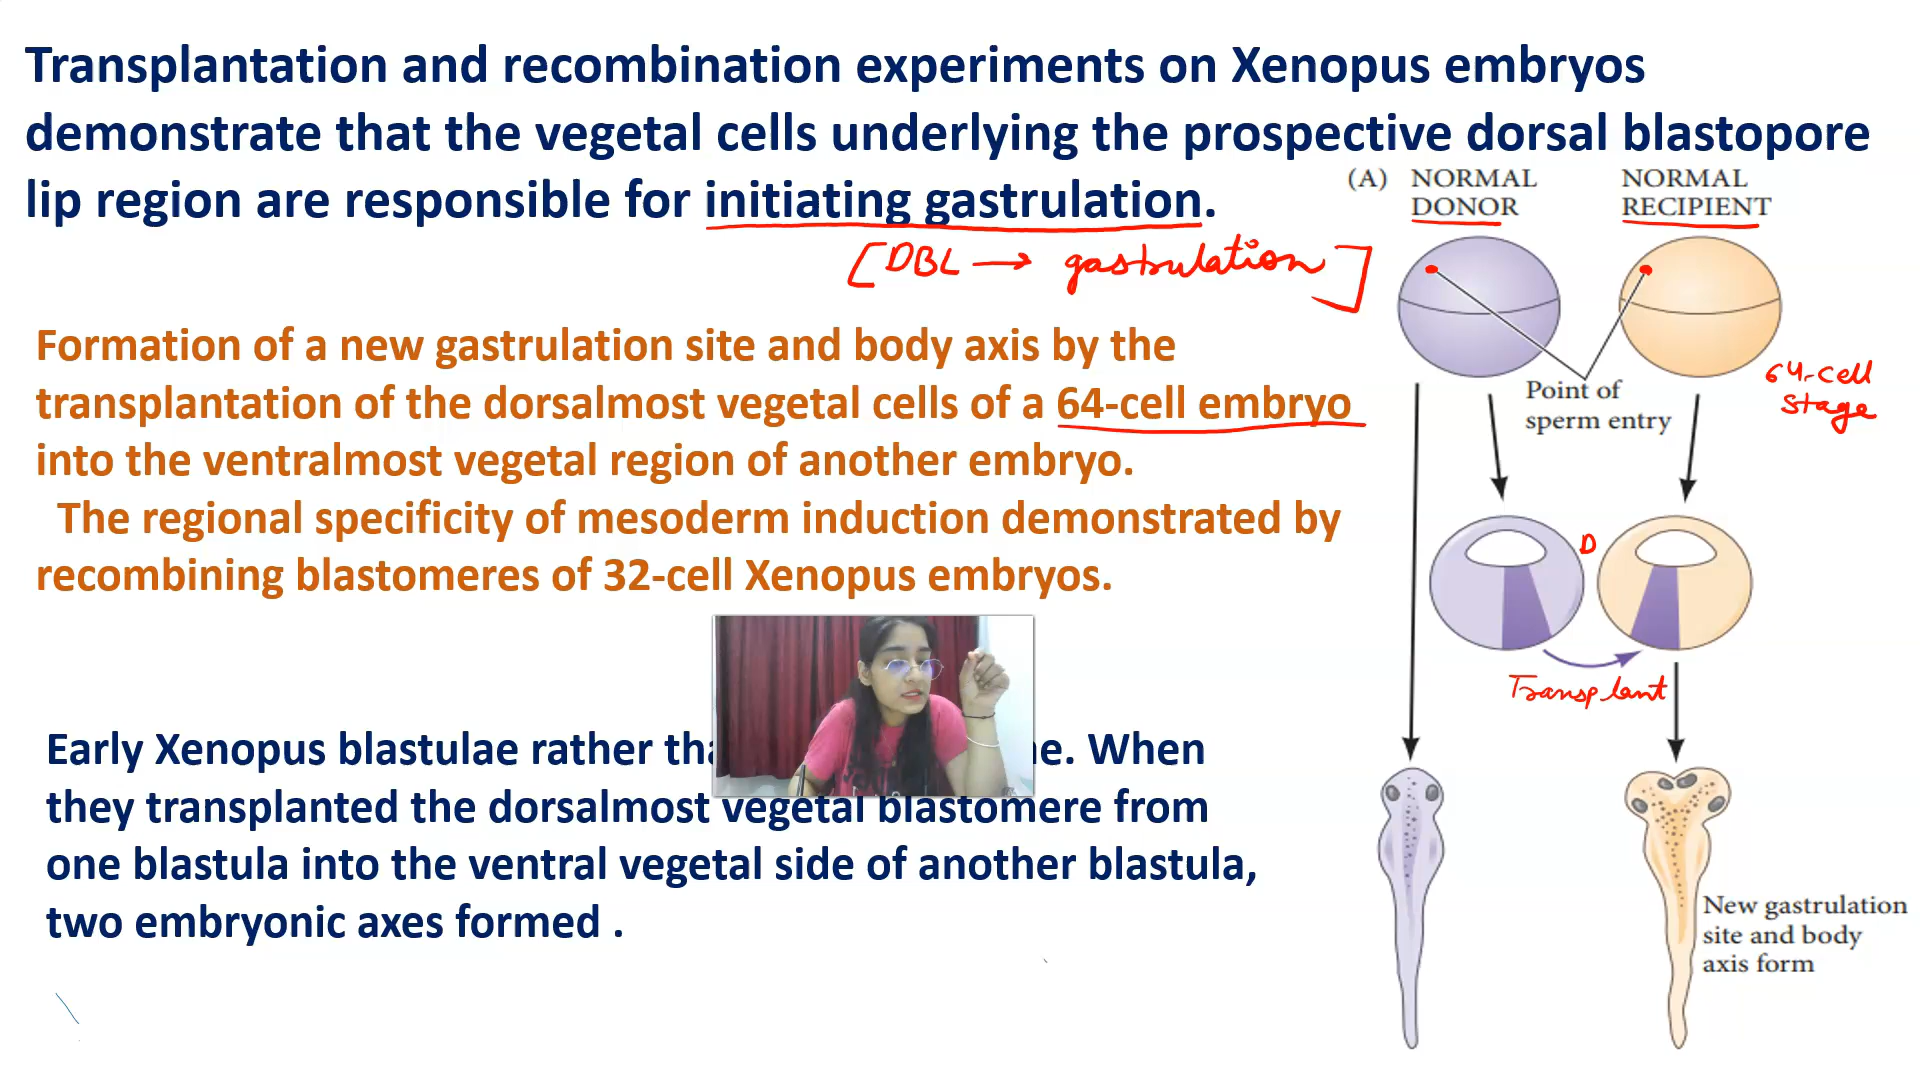 Transplantation and recombination experiments on Xenopus embryos
demonstrate that the vegetal cells underlying the prospective dorsal blastopore
lip region are responsible for initiating gastrulation.
[DBL → gastrulation]
Formation of a new gastrulation site and body axis by the
transplantation of the dorsalmost vegetal cells of a 64-cell embryo
into the ventralmost vegetal region of another embryo.
The regional specificity of mesoderm induction demonstrated by
recombining blastomeres of 32-cell Xenopus embryos.
Early Xenopus blastulae rather e. When
they transplanted the dorsalmost vegetal blastomere from
one blastula into the ventral vegetal side of another blastula,
two embryonic axes formed .
(A) NORMAL DONOR
NORMAL RECIPIENT
Point of
sperm entry
64-cell
stage
D
Transplant
New gastrulation
site and body
axis form